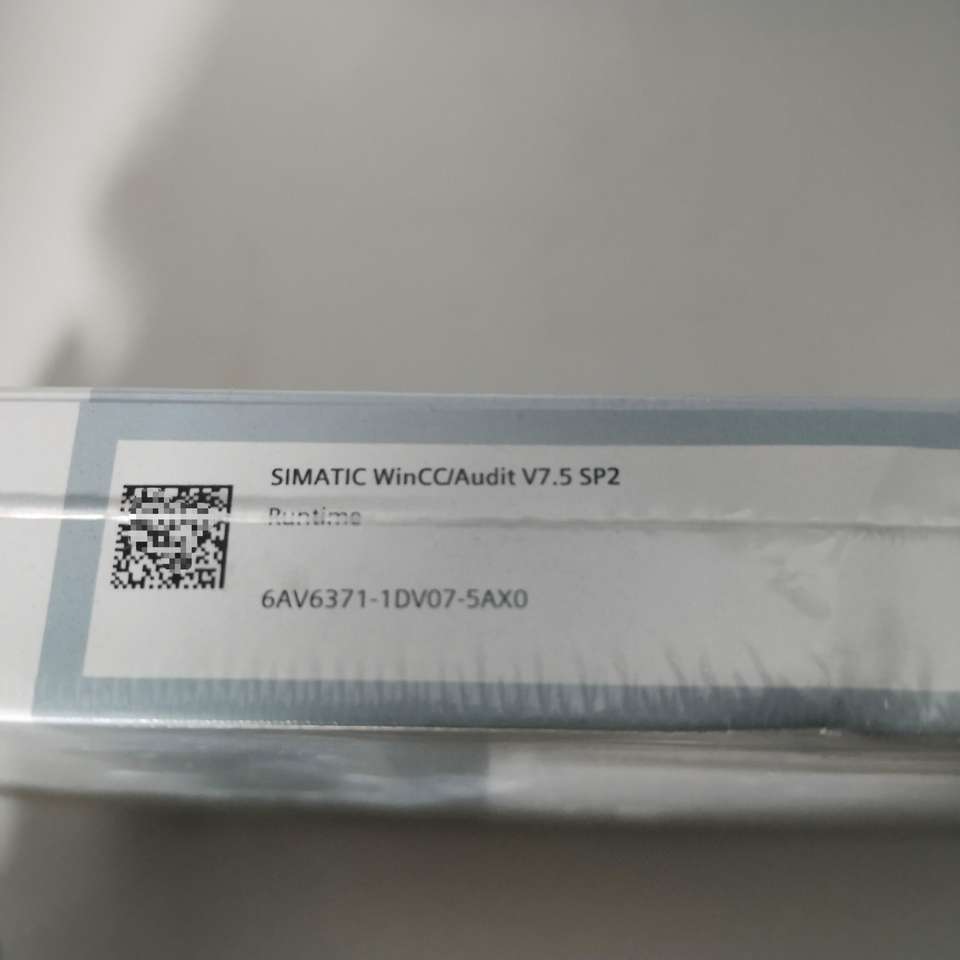 SIMATIC WinCC/Audit V7.5 SP2
Runtime
6AV6371-1DV07-5AX0